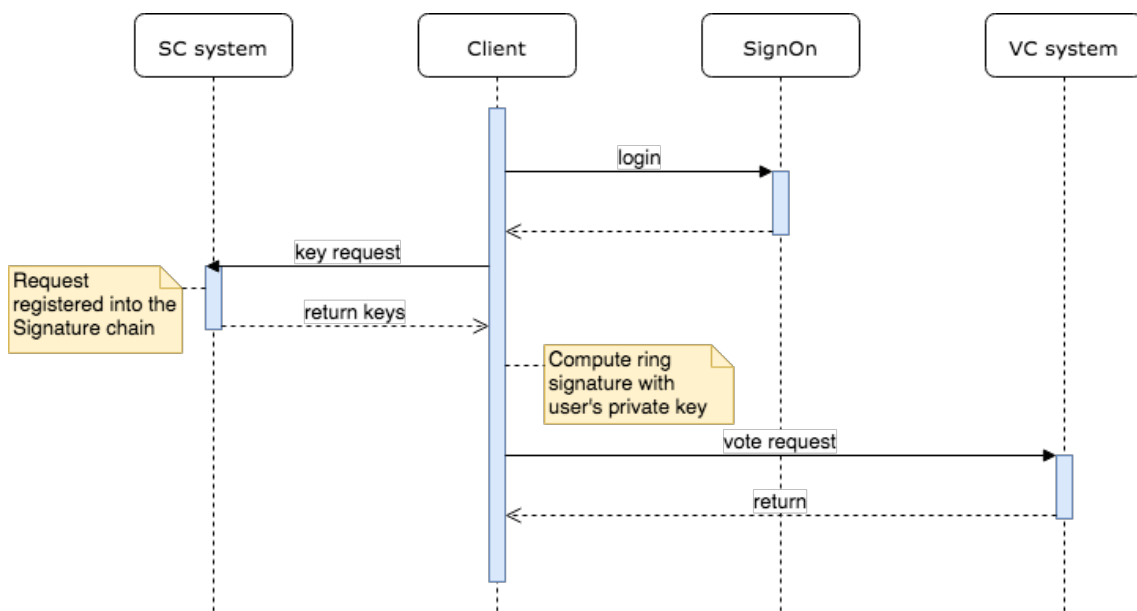 SC system
Client
SignOn
VC system
login
key request
Request
registered into the
Signature chain
return keys
Compute ring
signature with
user's private key
vote request
return